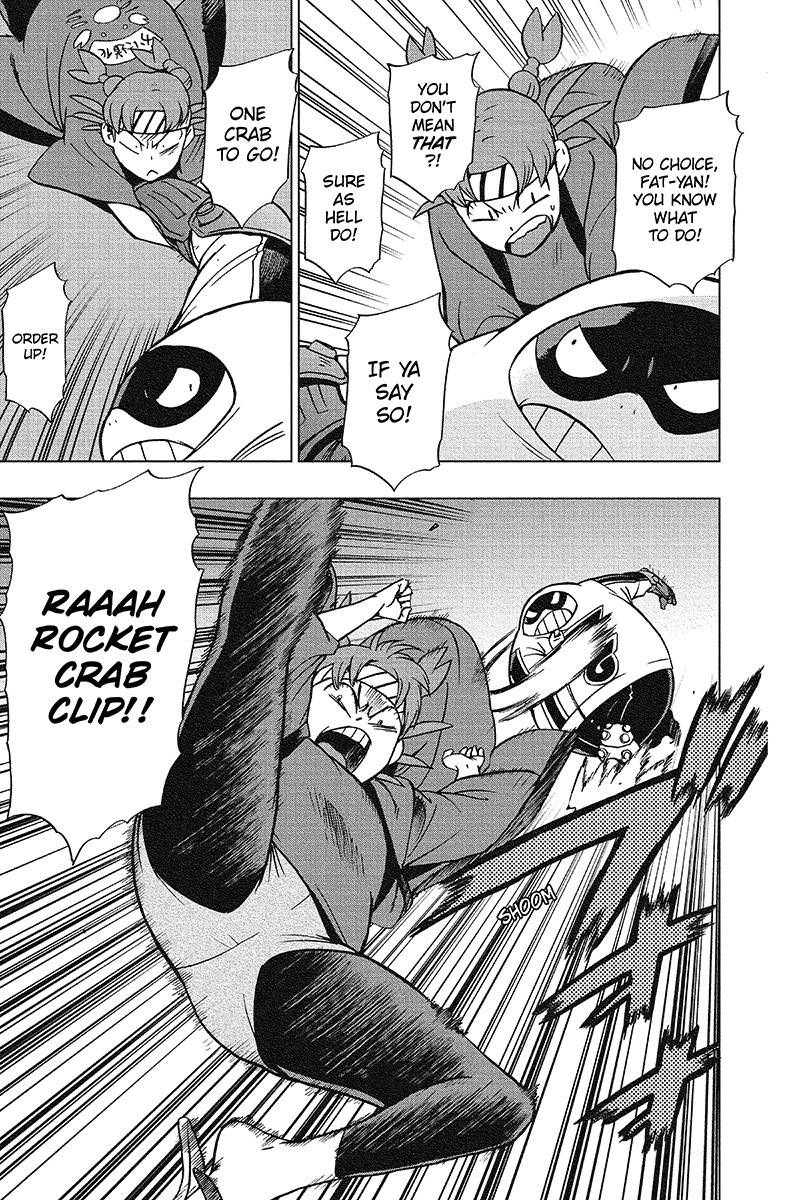 NO CHOICE,
FAT-YAN!
YOU KNOW
WHAT
TO DO!
YOU
DON'T
MEAN
THAT
?!
SURE
AS
HELL
DO!
IF YA
SAY
SO!
ONE
CRAB
TO GO!
ORDER
UP!
RAAAH
ROCKET
CRAB
CLIP!!
SHOOM